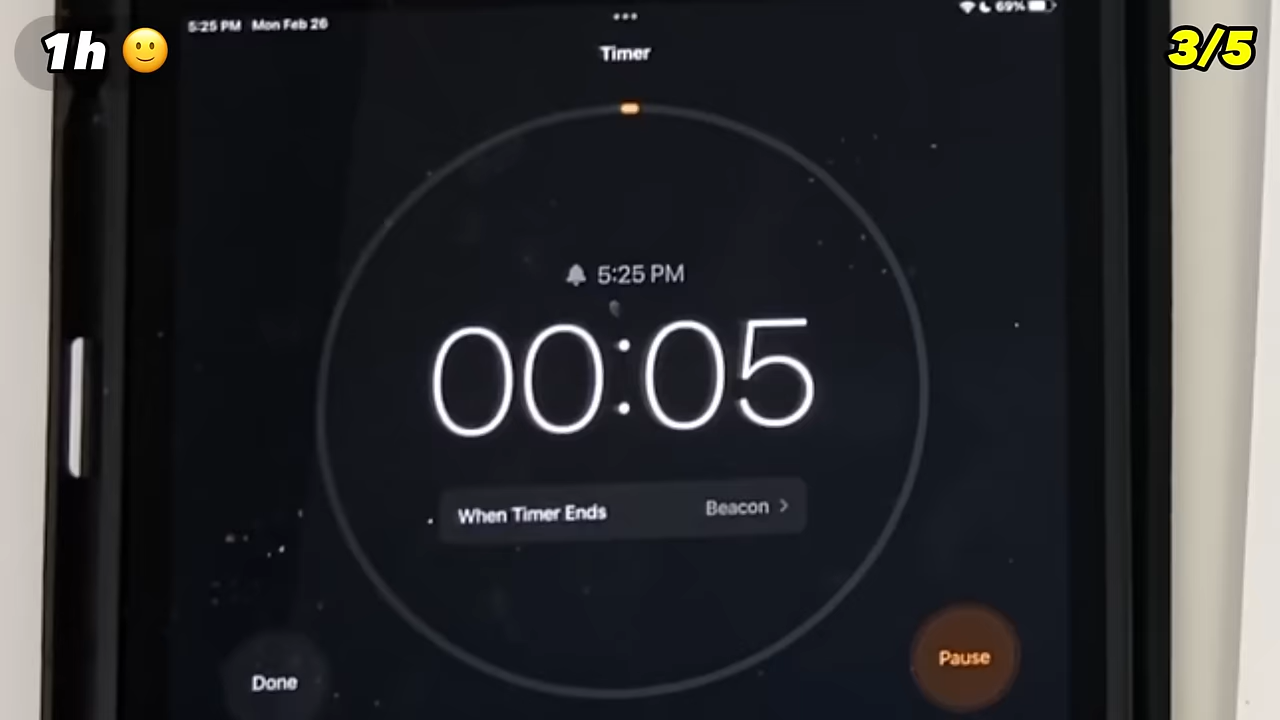 1h 🙂
3/5
5:25 PM Mon Feb 26
69%
Timer
5:25 PM
00:05
When Timer Ends Beacon >
Done
Pause